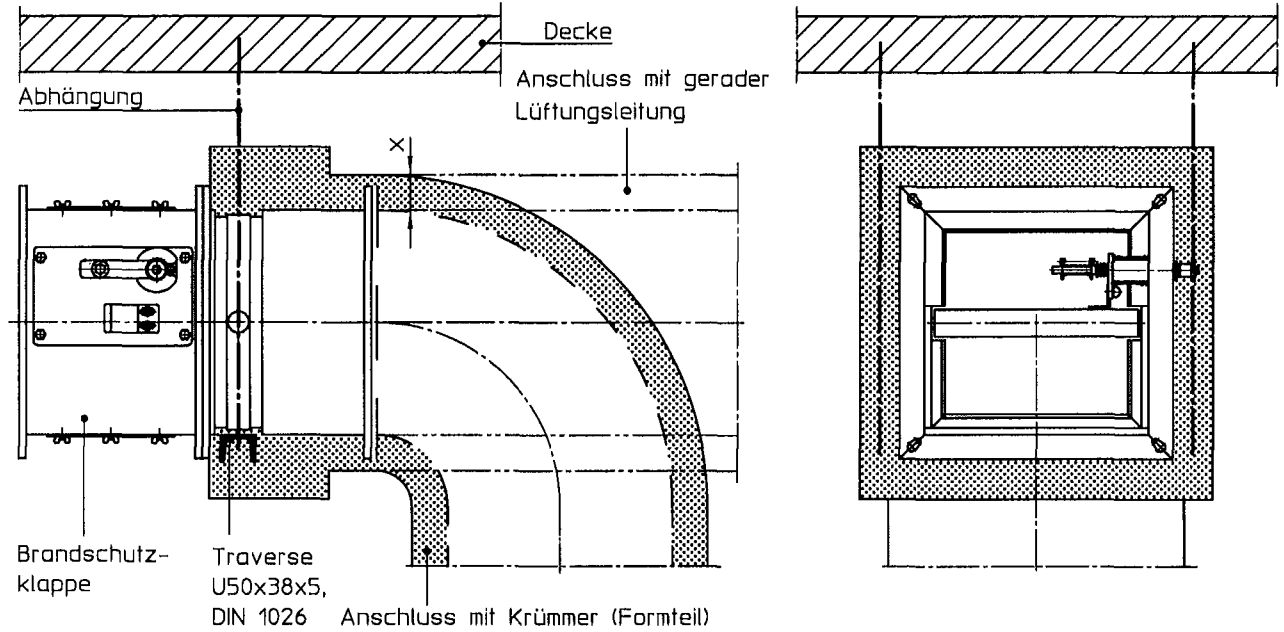 Decke
Abhängung
Anschluss mit gerader
Lüftungsleitung
X
Brandschutz-
klappe
Traverse
U50x38x5,
DIN 1026
Anschluss mit Krümmer (Formteil)